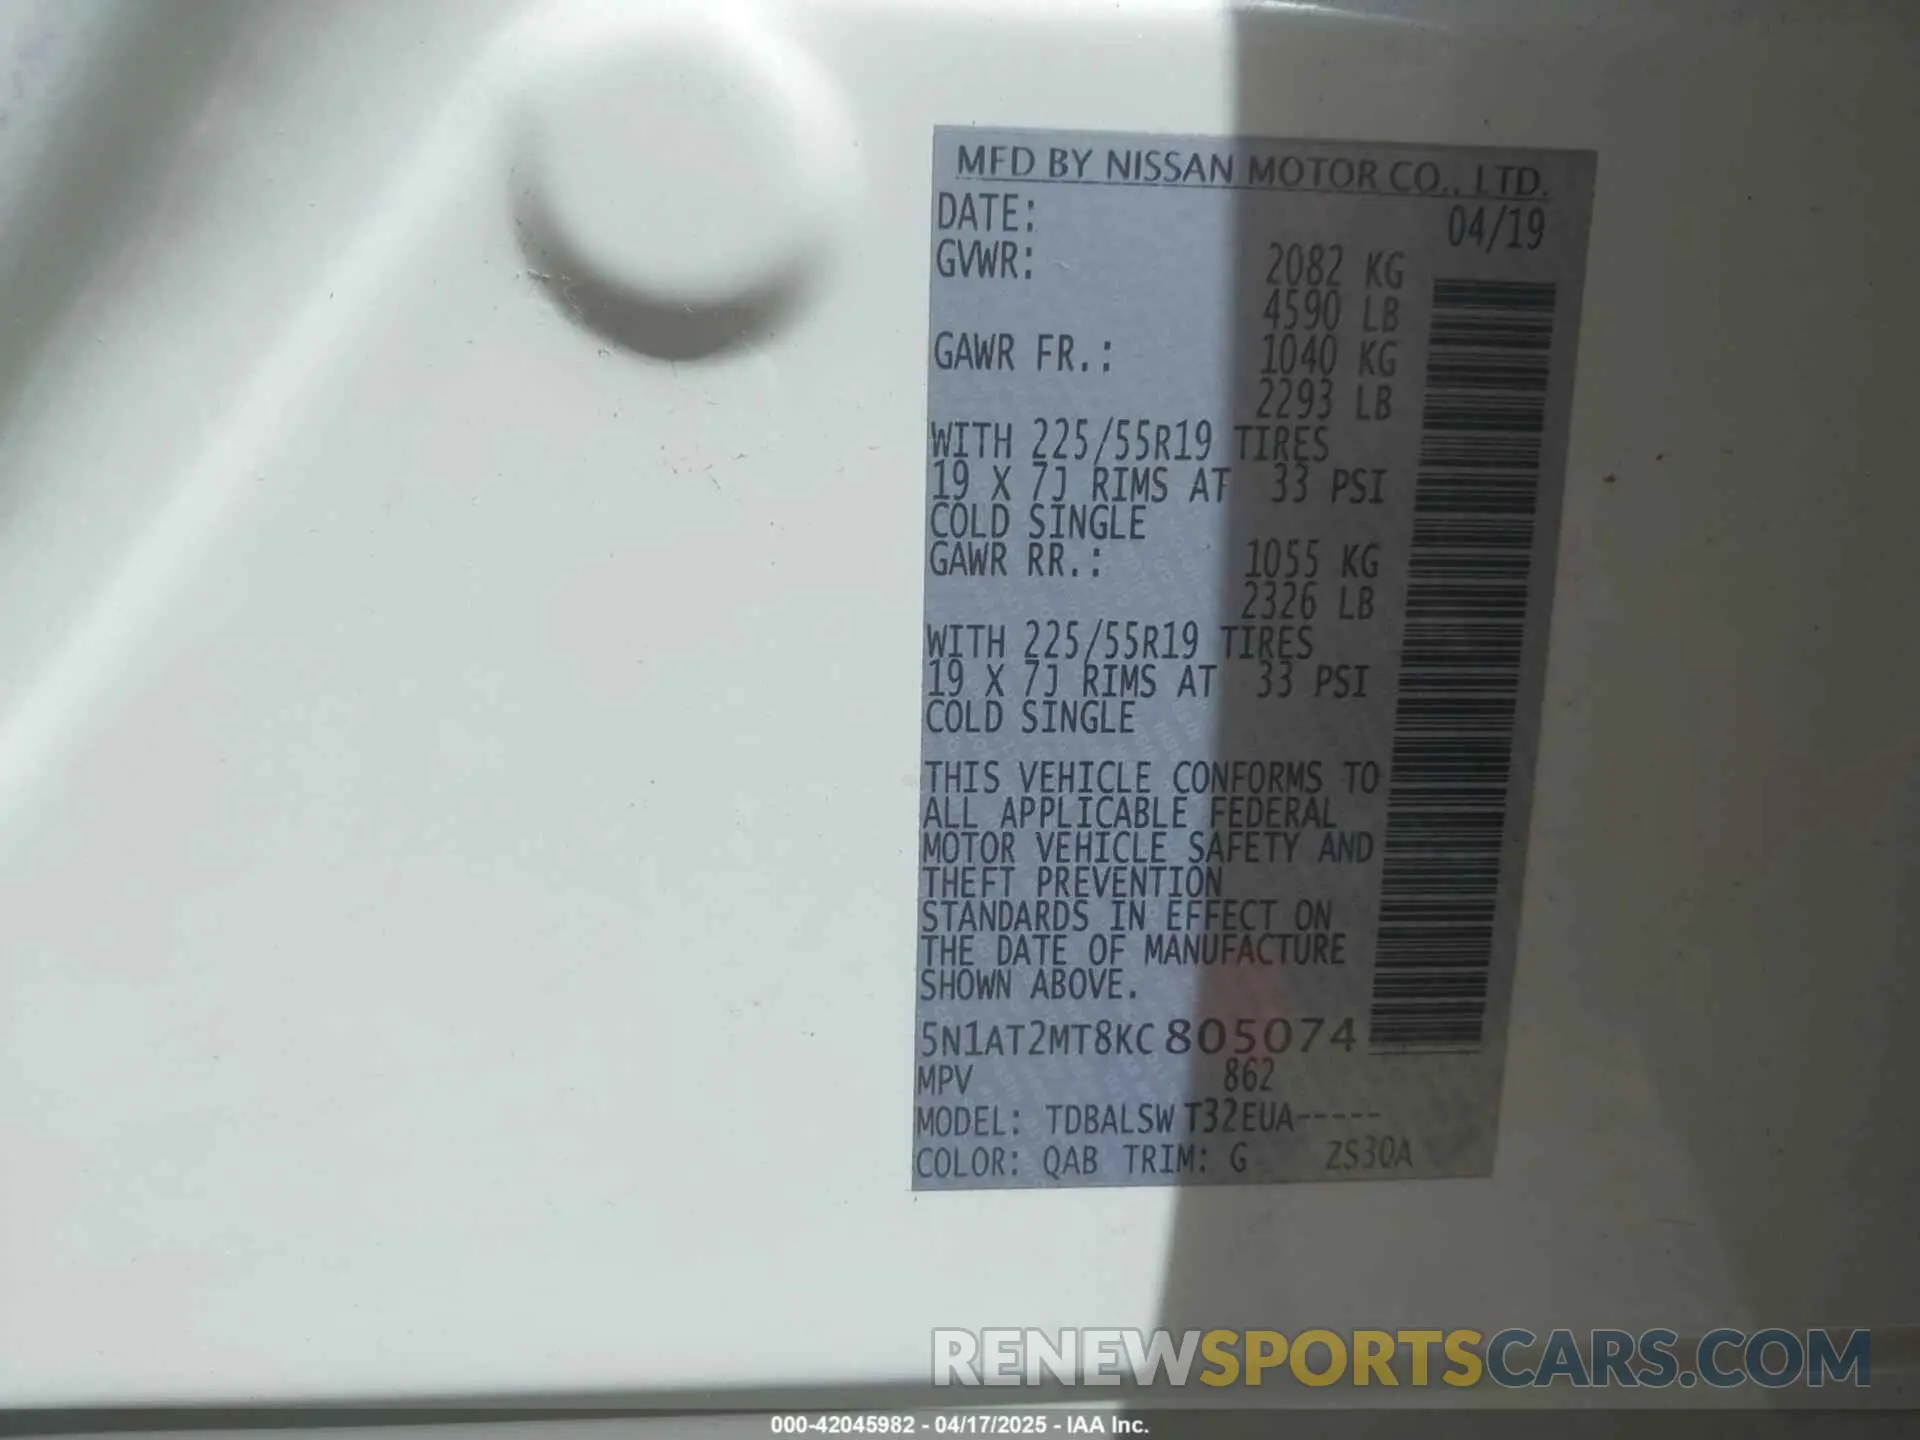 MFD BY NISSAN MOTOR CO., LTD.
DATE: 04/19
GVWR: 2082 KG
4590 LB
GAWR FR.: 1040 KG
2293 LB
WITH 225/55R19 TIRES
19 X 7J RIMS AT 33 PSI
COLD SINGLE
GAWR RR.: 1055 KG
2326 LB
WITH 225/55R19 TIRES
19 X 7J RIMS AT 33 PSI
COLD SINGLE
THIS VEHICLE CONFORMS TO
ALL APPLICABLE FEDERAL
MOTOR VEHICLE SAFETY AND
THEFT PREVENTION
STANDARDS IN EFFECT ON
THE DATE OF MANUFACTURE
SHOWN ABOVE.
5N1AT2MT8KC805074
MPV 862
MODEL: TDBALSW T32EUA-----
COLOR: QAB TRIM: G ZS30A
RENEWSPORTSCARS.COM
000-42045982 - 04/17/2025 - IAA Inc.